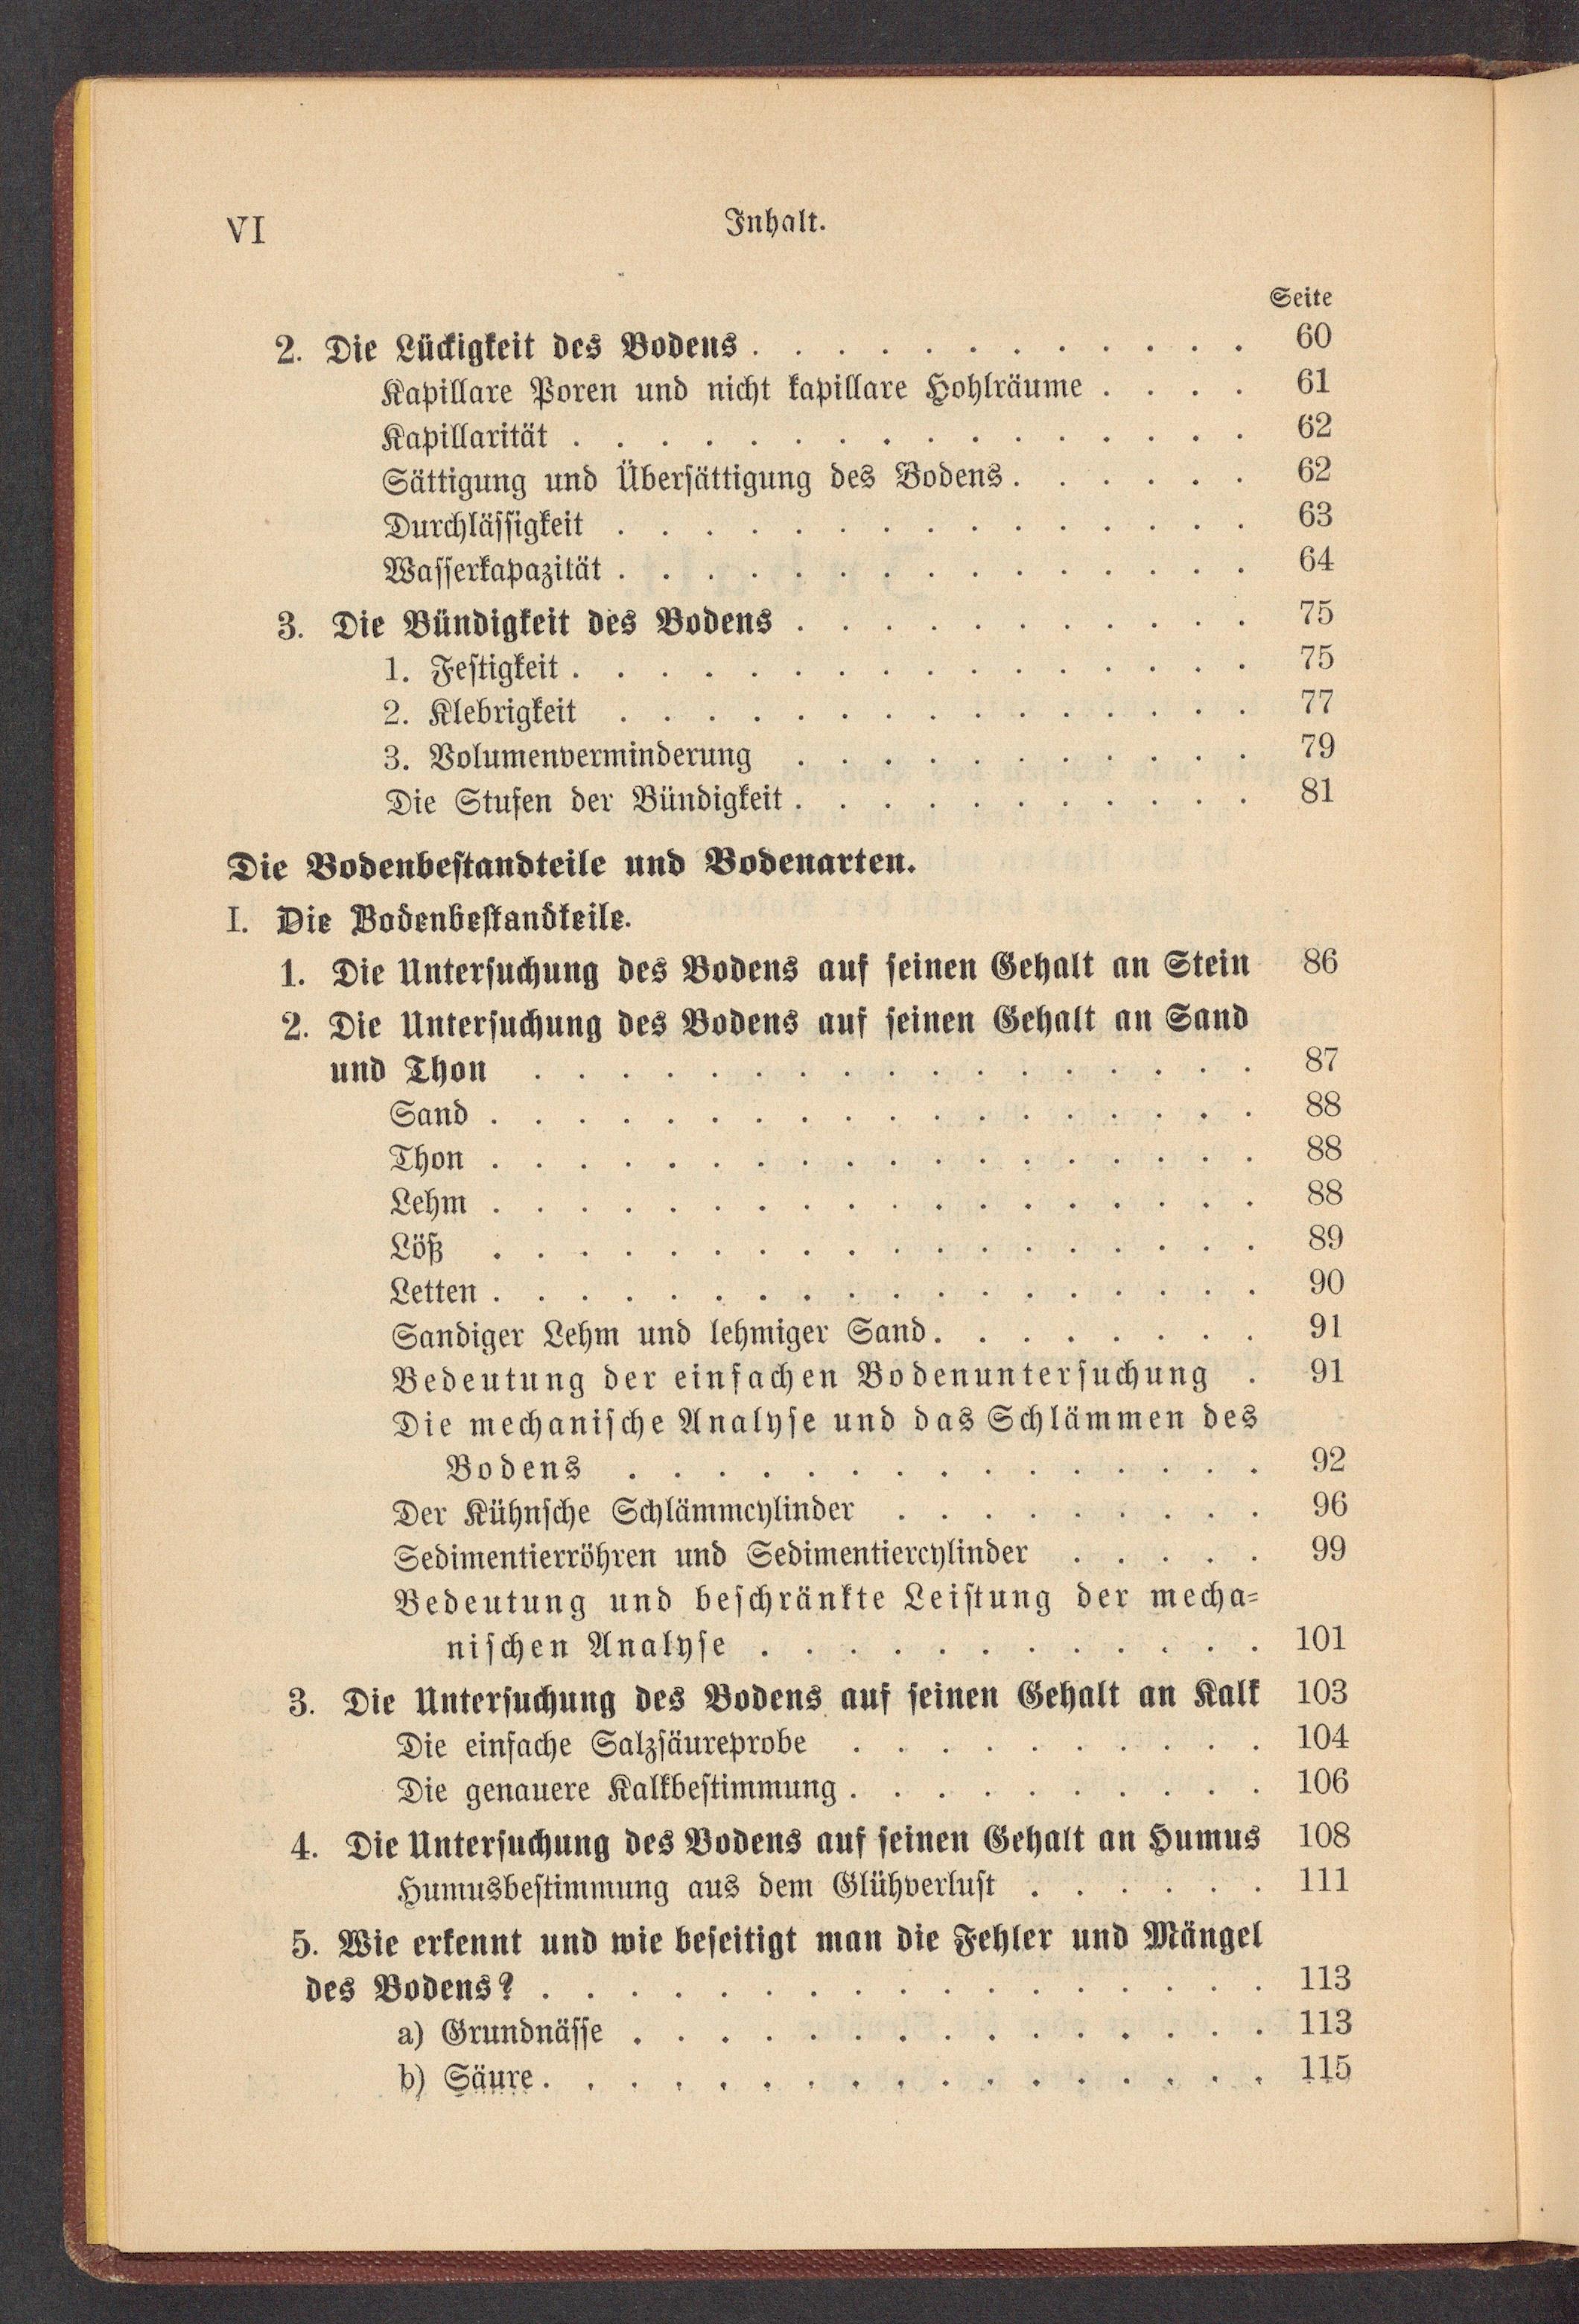 VI
Inhalt.
Seite
2. Die Lückigkeit des Bodens . . . . . . . . . . . . 60
Kapillare Poren und nicht kapillare Hohlräume . . . . 61
Kapillarität . . . . . . . . . . . . . . . . 62
Sättigung und Übersättigung des Bodens . . . . . . 62
Durchlässigkeit . . . . . . . . . . . . . . . 63
Wasserkapazität . . . . . . . . . . . . . . . 64
3. Die Bündigkeit des Bodens . . . . . . . . . . . 75
1. Festigkeit . . . . . . . . . . . . . . . . 75
2. Klebrigkeit . . . . . . . . . . . . . . . 77
3. Volumenverminderung . . . . . . . . . . . 79
Die Stufen der Bündigkeit . . . . . . . . . . . 81
Die Bodenbestandteile und Bodenarten.
I. Die Bodenbestandteile.
1. Die Untersuchung des Bodens auf seinen Gehalt an Stein 86
2. Die Untersuchung des Bodens auf seinen Gehalt an Sand
und Thon . . . . . . . . . . . . . . . . . 87
Sand . . . . . . . . . . . . . . . . . . 88
Thon . . . . . . . . . . . . . . . . . . 88
Lehm . . . . . . . . . . . . . . . . . . 88
Löß . . . . . . . . . . . . . . . . . . 89
Letten . . . . . . . . . . . . . . . . . . 90
Sandiger Lehm und lehmiger Sand . . . . . . . . 91
Bedeutung der einfachen Bodenuntersuchung . 91
Die mechanische Analyse und das Schlämmen des
Bodens . . . . . . . . . . . . . . . 92
Der Kühnsche Schlämmcylinder . . . . . . . . . 96
Sedimentierröhren und Sedimentiercylinder . . . . . 99
Bedeutung und beschränkte Leistung der mecha-
nischen Analyse . . . . . . . . . . . . 101
3. Die Untersuchung des Bodens auf seinen Gehalt an Kalk 103
Die einfache Salzsäureprobe . . . . . . . . . . 104
Die genauere Kalkbestimmung . . . . . . . . . . 106
4. Die Untersuchung des Bodens auf seinen Gehalt an Humus 108
Humusbestimmung aus dem Glühverlust . . . . . . 111
5. Wie erkennt und wie beseitigt man die Fehler und Mängel
des Bodens? . . . . . . . . . . . . . . . . . 113
a) Grundnässe . . . . . . . . . . . . . . . 113
b) Säure . . . . . . . . . . . . . . . . . 115